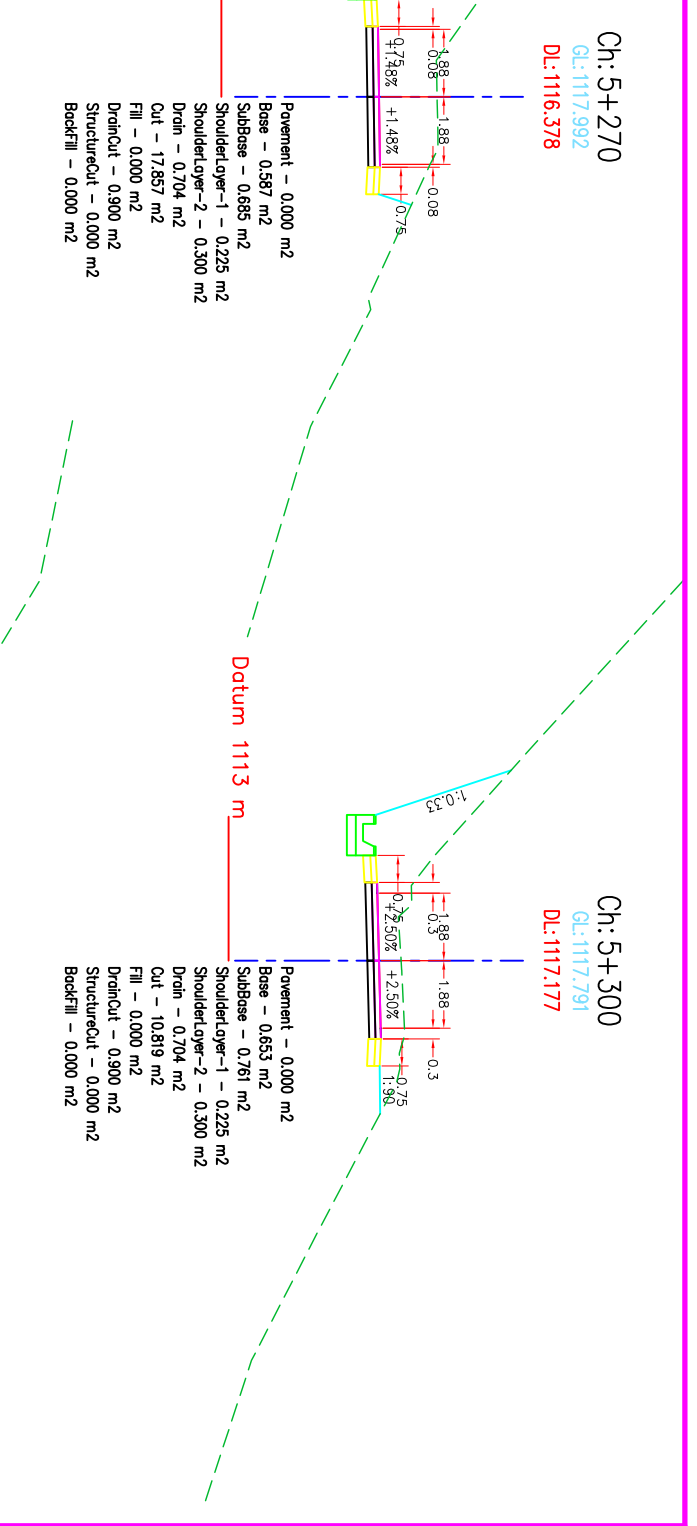 Ch: 5+270
GL:1117.992
DL:1116.378
1.88
1.88
0.08
0.08
0.75
0.75
+1.48%
+1.48%
Pavement - 0.000 m2
Base - 0.587 m2
SubBase - 0.685 m2
ShoulderLayer-1 - 0.225 m2
ShoulderLayer-2 - 0.300 m2
Drain - 0.704 m2
Cut - 17.857 m2
Fill - 0.000 m2
DrainCut - 0.900 m2
StructureCut - 0.000 m2
BackFill - 0.000 m2
Ch: 5+300
GL:1117.791
DL:1117.177
1:0.33
1.88
1.88
0.3
0.3
0.75
0.75
+2.50%
+2.50%
1:90
Datum 1113 m
Pavement - 0.000 m2
Base - 0.653 m2
SubBase - 0.761 m2
ShoulderLayer-1 - 0.225 m2
ShoulderLayer-2 - 0.300 m2
Drain - 0.704 m2
Cut - 10.819 m2
Fill - 0.000 m2
DrainCut - 0.900 m2
StructureCut - 0.000 m2
BackFill - 0.000 m2